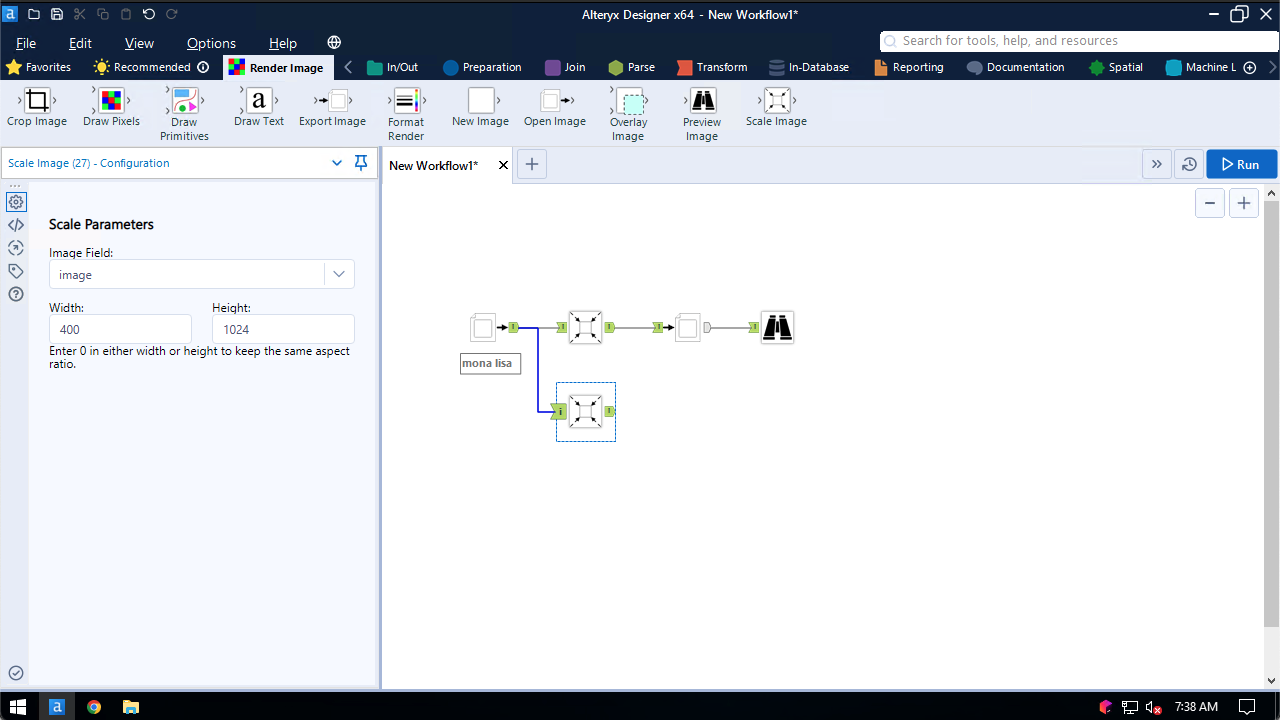 Alteryx Designer x64 - New Workflow1*
File Edit View Options Help
Search for tools, help, and resources
Favorites Recommended Render Image In/Out Preparation Join Parse Transform In-Database Reporting Documentation Spatial Machine L
Crop Image Draw Pixels Draw Primitives Draw Text Export Image Format Render New Image Open Image Overlay Image Preview Image Scale Image
Scale Image (27) - Configuration
New Workflow1*
Run
Scale Parameters
Image Field:
image
Width: Height:
400 1024
Enter 0 in either width or height to keep the same aspect
ratio.
mona lisa
i
7:38 AM